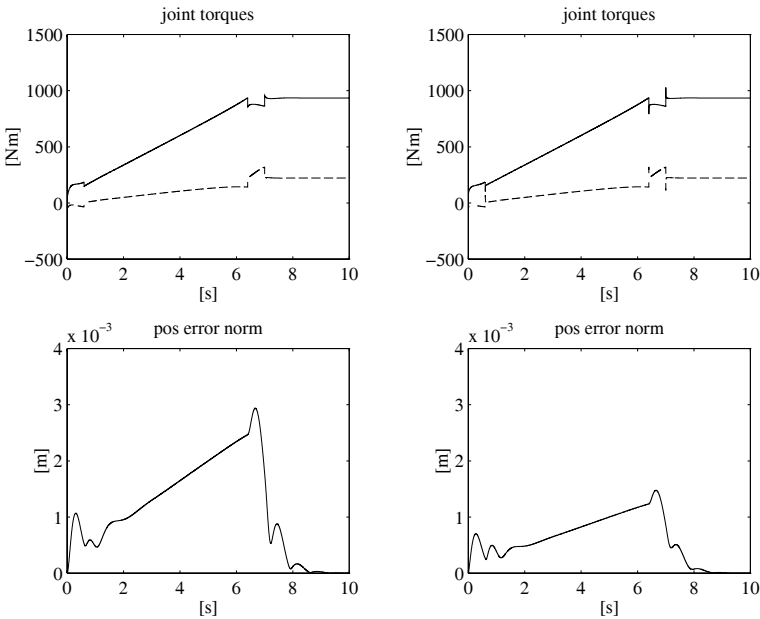 joint torques
1500
1000
500
0
−500
[Nm]
0 2 4 6 8 10
[s]
joint torques
1500
1000
500
0
−500
[Nm]
0 2 4 6 8 10
[s]
x 10−3
pos error norm
4
3
2
1
0
[m]
0 2 4 6 8 10
[s]
x 10−3
pos error norm
4
3
2
1
0
[m]
0 2 4 6 8 10
[s]